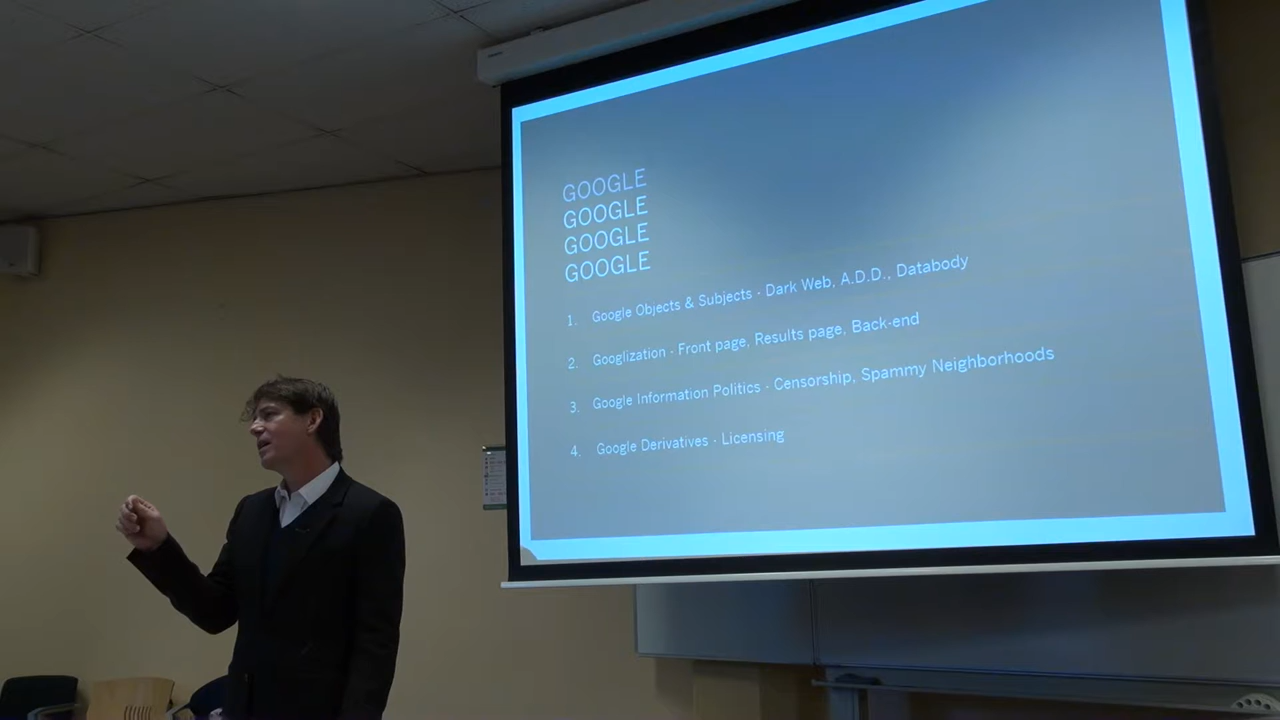 GOOGLE
GOOGLE
GOOGLE
GOOGLE
1. Google Objects & Subjects - Dark Web, A.D.D., Databody
2. Googlization - Front page, Results page, Back-end
3. Google Information Politics - Censorship, Spammy Neighborhoods
4. Google Derivatives - Licensing